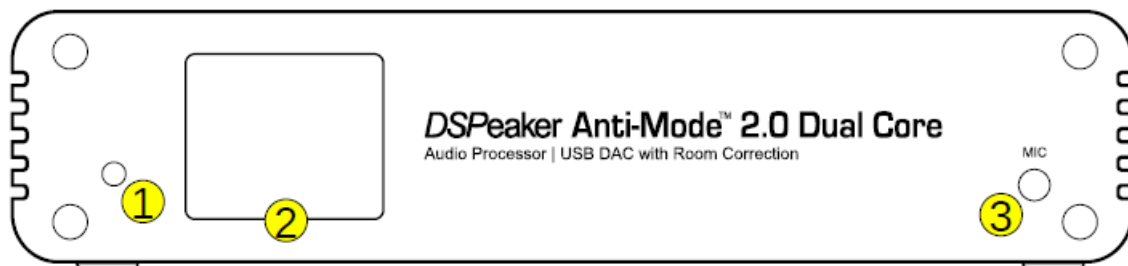 DSPeaker Anti-Mode™ 2.0 Dual Core
Audio Processor | USB DAC with Room Correction
MIC
1
2
3